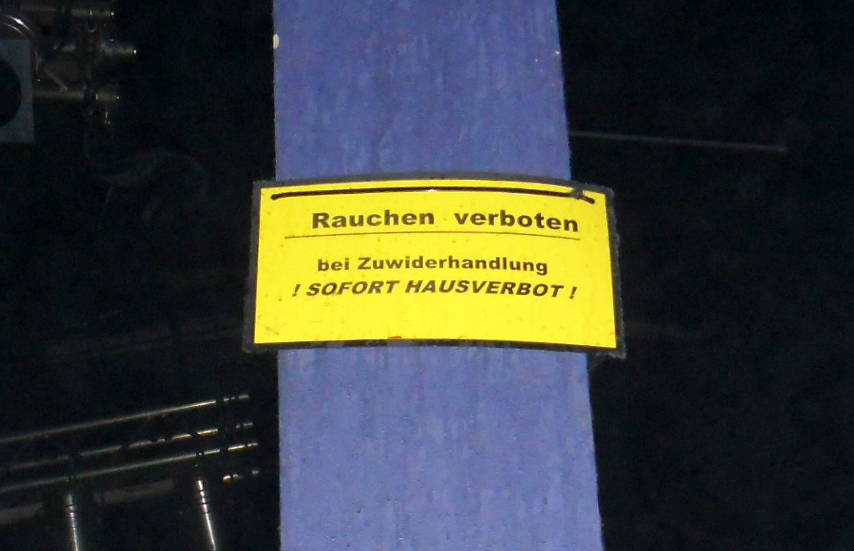 Rauchen verboten
bei Zuwiderhandlung
! SOFORT HAUSVERBOT !